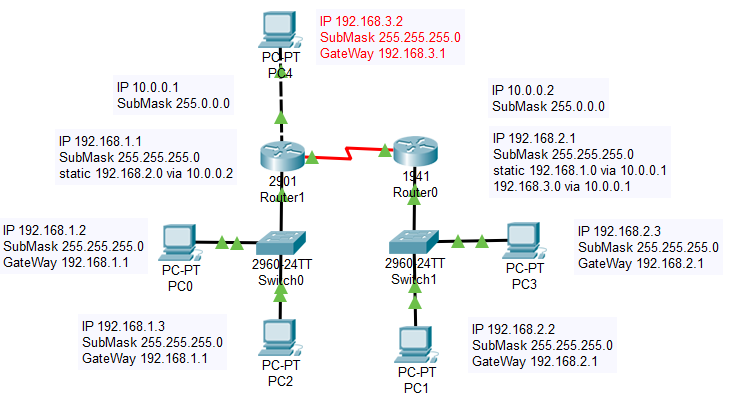 IP 192.168.3.2
SubMask 255.255.255.0
GateWay 192.168.3.1
PC-PT
PC4
IP 10.0.0.1
SubMask 255.0.0.0
IP 10.0.0.2
SubMask 255.0.0.0
IP 192.168.1.1
SubMask 255.255.255.0
static 192.168.2.0 via 10.0.0.2
2901
Router1
1941
Router0
IP 192.168.2.1
SubMask 255.255.255.0
static 192.168.1.0 via 10.0.0.1
192.168.3.0 via 10.0.0.1
IP 192.168.1.2
SubMask 255.255.255.0
GateWay 192.168.1.1
PC-PT
PC0
2960-24TT
Switch0
2960-24TT
Switch1
PC-PT
PC3
IP 192.168.2.3
SubMask 255.255.255.0
GateWay 192.168.2.1
IP 192.168.1.3
SubMask 255.255.255.0
GateWay 192.168.1.1
PC-PT
PC2
PC-PT
PC1
IP 192.168.2.2
SubMask 255.255.255.0
GateWay 192.168.2.1